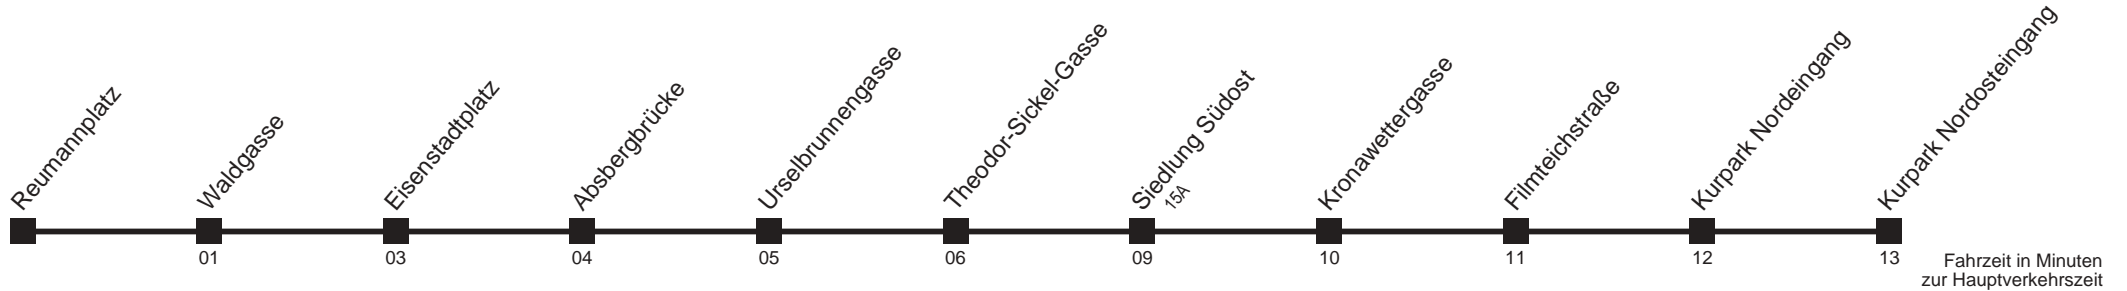 Reumannplatz
Waldgasse
Eisenstadtplatz
Absbergbrücke
Urselbrunnengasse
Theodor-Sickel-Gasse
Siedlung Südost
15A
Kronawettergasse
Filmteichstraße
Kurpark Nordeingang
Kurpark Nordosteingang
01
03
04
05
06
09
10
11
12
13
Fahrzeit in Minuten
zur Hauptverkehrszeit